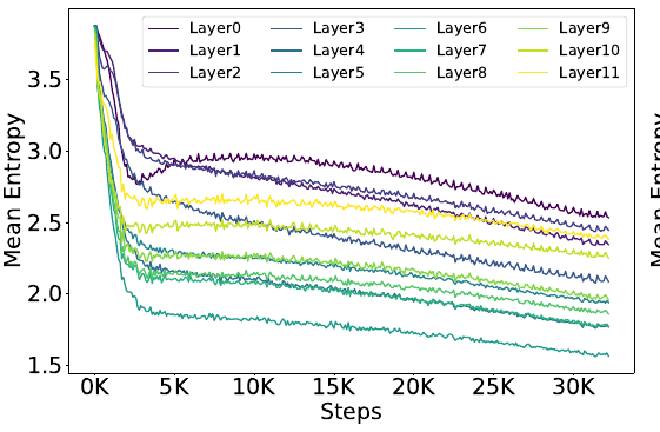 Layer0 Layer3 Layer6 Layer9
Layer1 Layer4 Layer7 Layer10
Layer2 Layer5 Layer8 Layer11
Mean Entropy
3.5
3.0
2.5
2.0
1.5
0K 5K 10K 15K 20K 25K 30K
Steps